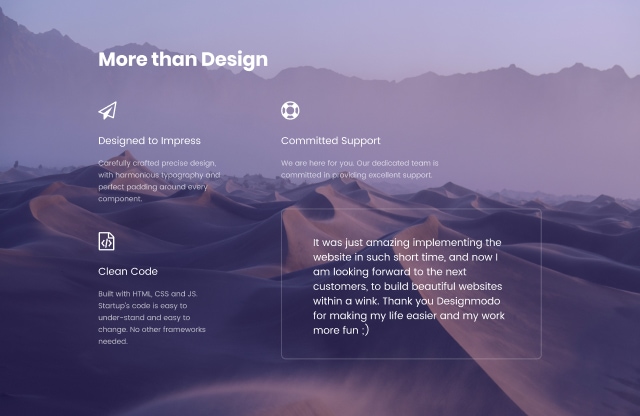 More than Design
Designed to Impress
Carefully crafted precise design,
with harmonious typography and
perfect padding around every
component.
Committed Support
We are here for you. Our dedicated team is
committed in providing excellent support.
Clean Code
Built with HTML, CSS and JS.
Startup's code is easy to
under-stand and easy to
change. No other frameworks
needed.
It was just amazing implementing the
website in such short time, and now I
am looking forward to the next
customers, to build beautiful websites
within a wink. Thank you Designmodo
for making my life easier and my work
more fun ;)